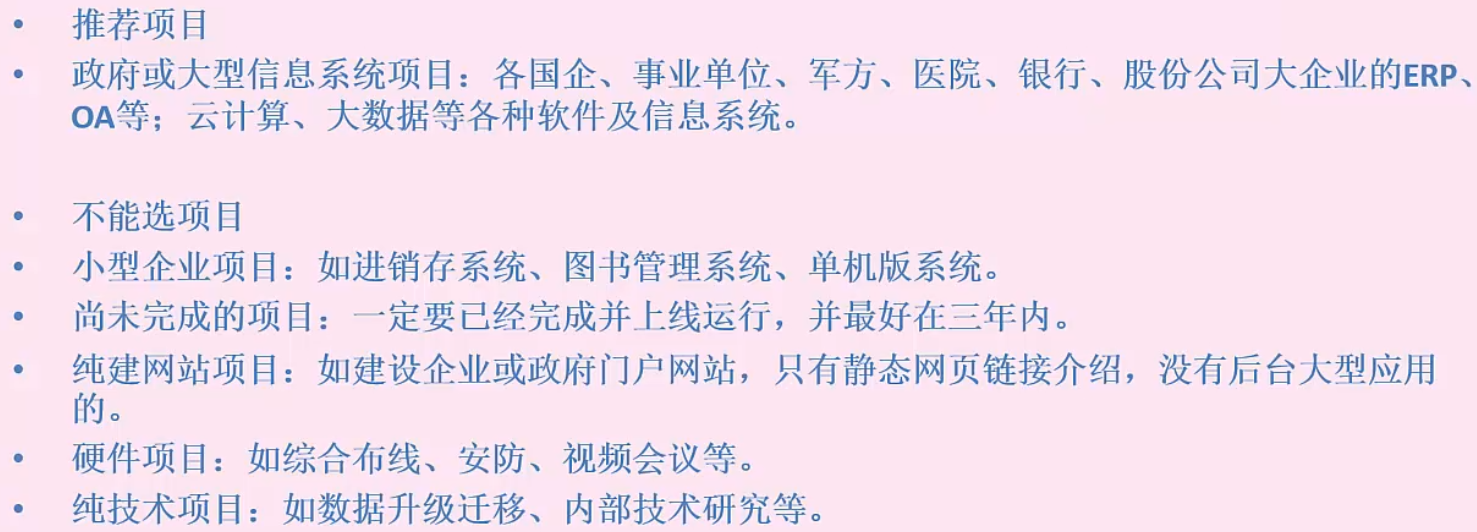 • 推荐项目
• 政府或大型信息系统项目：各国企、事业单位、军方、医院、银行、股份公司大企业的ERP、
OA等；云计算、大数据等各种软件及信息系统。
• 不能选项目
• 小型企业项目：如进销存系统、图书管理系统、单机版系统。
• 尚未完成的项目：一定要已经完成并上线运行，并最好在三年内。
• 纯建网站项目：如建设企业或政府门户网站，只有静态网页链接介绍，没有后台大型应用
的。
• 硬件项目：如综合布线、安防、视频会议等。
• 纯技术项目：如数据升级迁移、内部技术研究等。